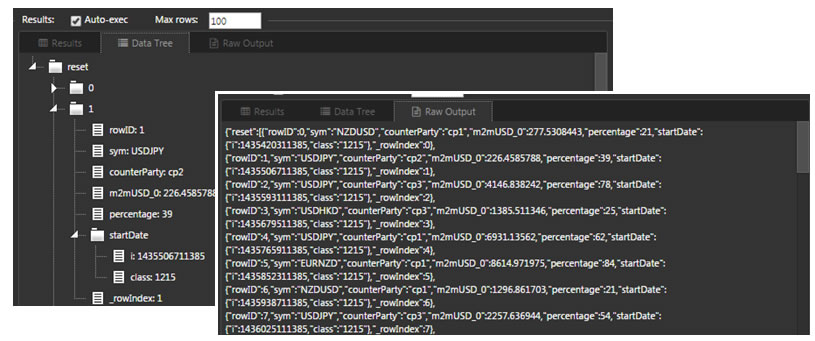 Results: Auto-exec Max rows: 100
Results Data Tree Raw Output
reset
0
1
rowID: 1
sym: USDJPY
counterParty: cp2
m2mUSD_0: 226.4585788
percentage: 39
startDate
i: 1435506711385
class: 1215
_rowIndex: 1
Results Data Tree Raw Output
{"reset":[{"rowID":0,"sym":"NZDUSD","counterParty":"cp1","m2mUSD_0":277.5308443,"percentage":21,"startDate":
{"i":1435420311385,"class":"1215"},"_rowIndex":0},
{"rowID":1,"sym":"USDJPY","counterParty":"cp2","m2mUSD_0":226.4585788,"percentage":39,"startDate":
{"i":1435506711385,"class":"1215"},"_rowIndex":1},
{"rowID":2,"sym":"USDJPY","counterParty":"cp3","m2mUSD_0":4146.838242,"percentage":78,"startDate":
{"i":1435593111385,"class":"1215"},"_rowIndex":2},
{"rowID":3,"sym":"USDHKD","counterParty":"cp3","m2mUSD_0":1385.511346,"percentage":25,"startDate":
{"i":1435679511385,"class":"1215"},"_rowIndex":3},
{"rowID":4,"sym":"USDJPY","counterParty":"cp1","m2mUSD_0":6931.13562,"percentage":62,"startDate":
{"i":1435765911385,"class":"1215"},"_rowIndex":4},
{"rowID":5,"sym":"EURNZD","counterParty":"cp1","m2mUSD_0":8614.971975,"percentage":84,"startDate":
{"i":1435852311385,"class":"1215"},"_rowIndex":5},
{"rowID":6,"sym":"NZDUSD","counterParty":"cp1","m2mUSD_0":1296.861703,"percentage":21,"startDate":
{"i":1435938711385,"class":"1215"},"_rowIndex":6},
{"rowID":7,"sym":"USDJPY","counterParty":"cp3","m2mUSD_0":2257.636944,"percentage":54,"startDate":
{"i":1436025111385,"class":"1215"},"_rowIndex":7},